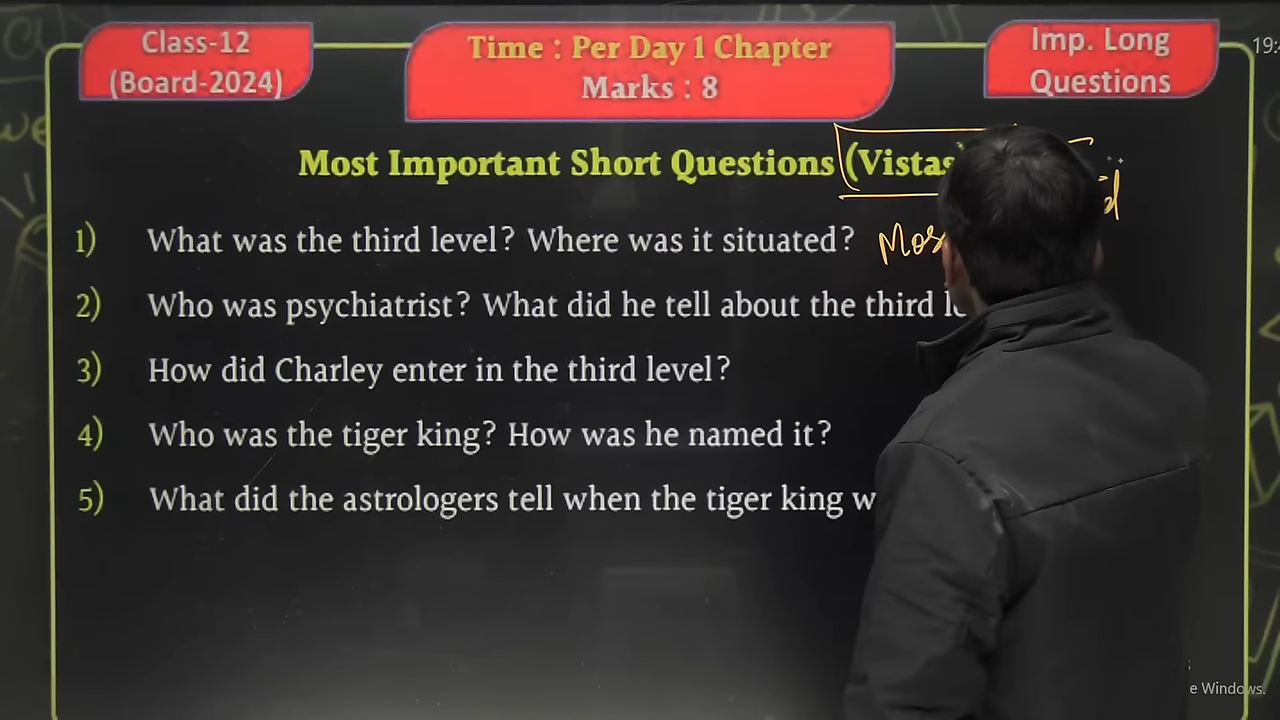 Class-12
(Board-2024)
Time : Per Day 1 Chapter
Marks : 8
Imp. Long
Questions
19:
Most Important Short Questions (Vistas
1) What was the third level? Where was it situated?
2) Who was psychiatrist? What did he tell about the third
3) How did Charley enter in the third level?
4) Who was the tiger king? How was he named it?
5) What did the astrologers tell when the tiger king
e Windows.